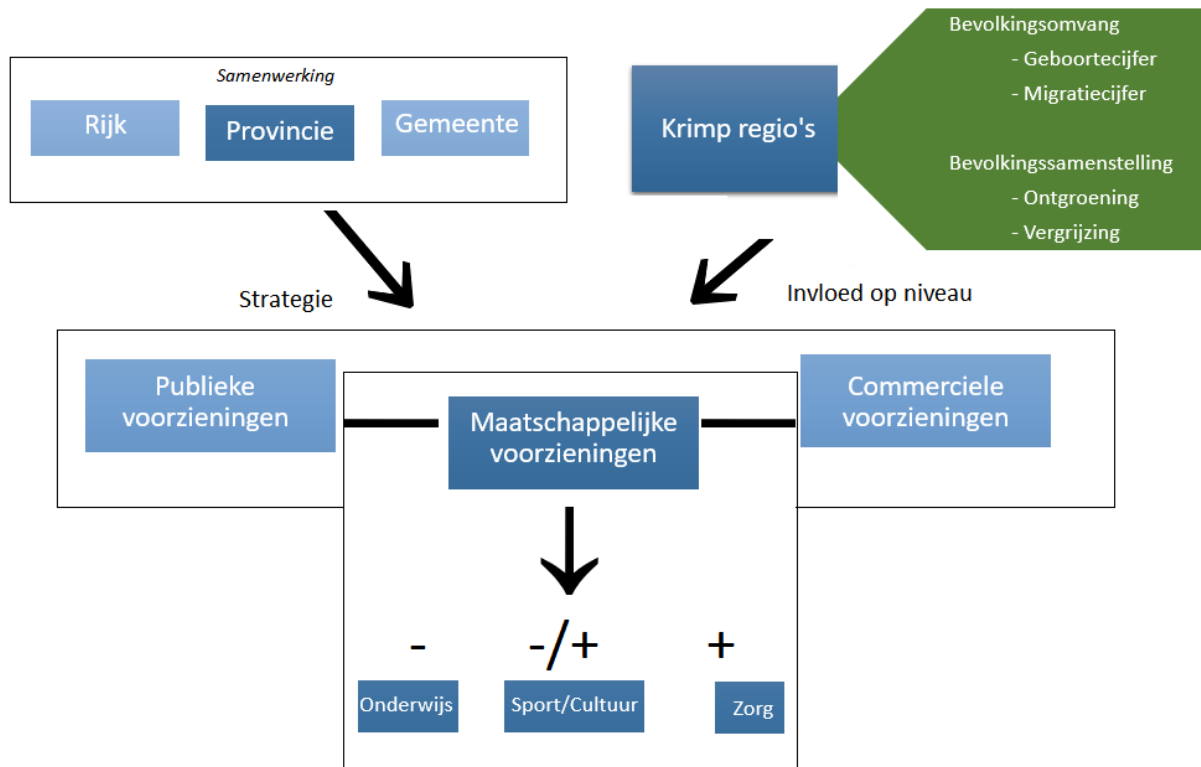 Samenwerking
Rijk
Provincie
Gemeente
Krimp regio's
Bevolkingsomvang
- Geboortecijfer
- Migratiecijfer
Bevolkingssamenstelling
- Ontgroening
- Vergrijzing
Strategie
Invloed op niveau
Publieke
voorzieningen
Maatschappelijke
voorzieningen
Commerciele
voorzieningen
- -/+ +
Onderwijs
Sport/Cultuur
Zorg